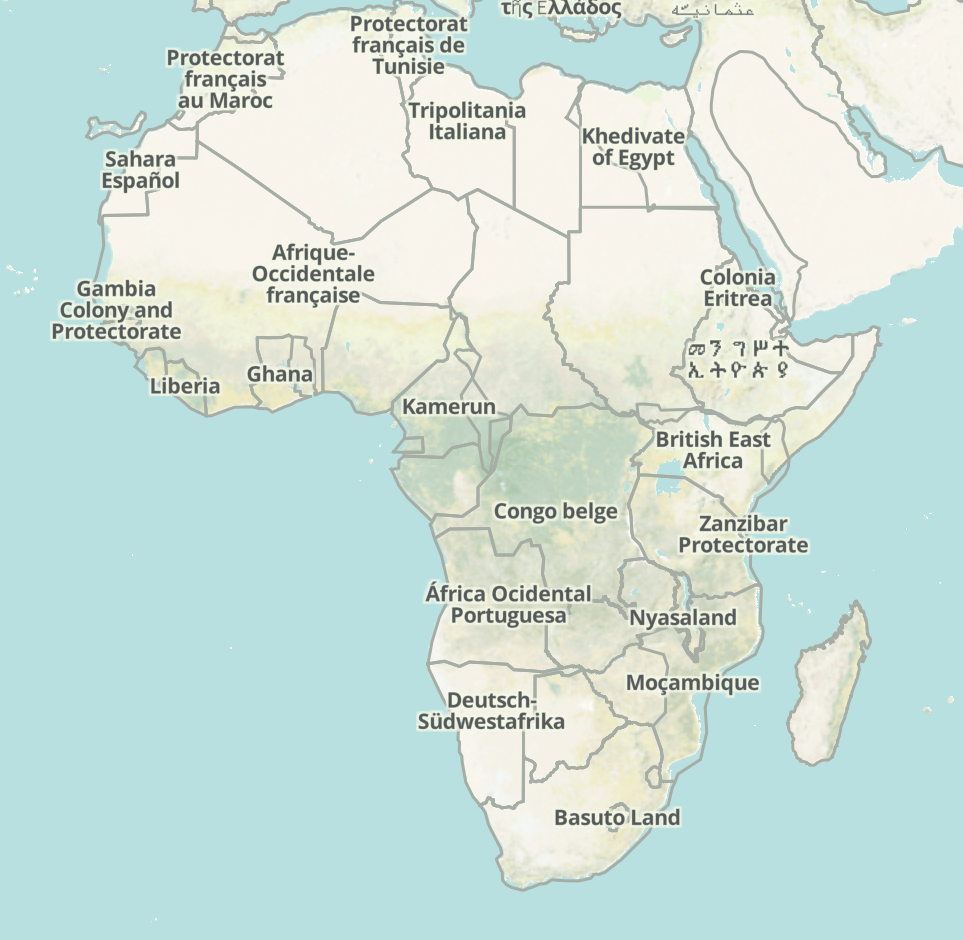 τῆς Ἑλλάδος
عثمانیه
Protectorat
français de
Tunisie
Protectorat
français
au Maroc
Tripolitania
Italiana
Khedivate
of Egypt
Sahara
Español
Afrique-
Occidentale
française
Colonia
Eritrea
Gambia
Colony and
Protectorate
መንግሥተ
ኢትዮጵያ
Ghana
Liberia
Kamerun
British East
Africa
Congo belge
Zanzibar
Protectorate
África Ocidental
Portuguesa
Nyasaland
Moçambique
Deutsch-
Südwestafrika
Basuto Land